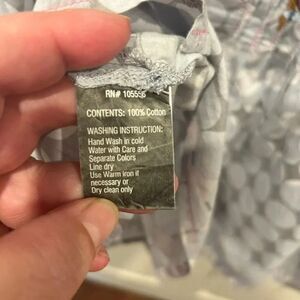 RN# 105598
CONTENTS: 100% Cotton
WASHING INSTRUCTION:
Hand Wash in cold
Water with Care and
Separate Colors
Line dry
Use Warm Iron if
necessary or
Dry clean only